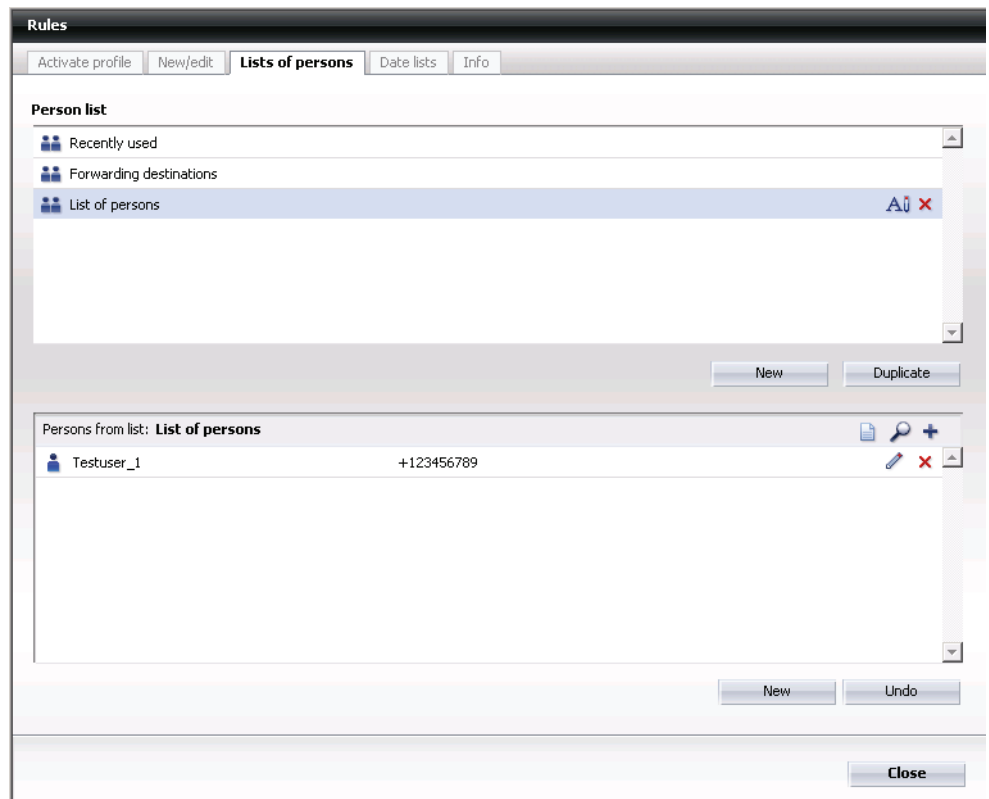 Rules
Activate profile New/edit Lists of persons Date lists Info
Person list
Recently used
Forwarding destinations
List of persons
New Duplicate
Persons from list: List of persons
Testuser_1 +123456789
New Undo
Close